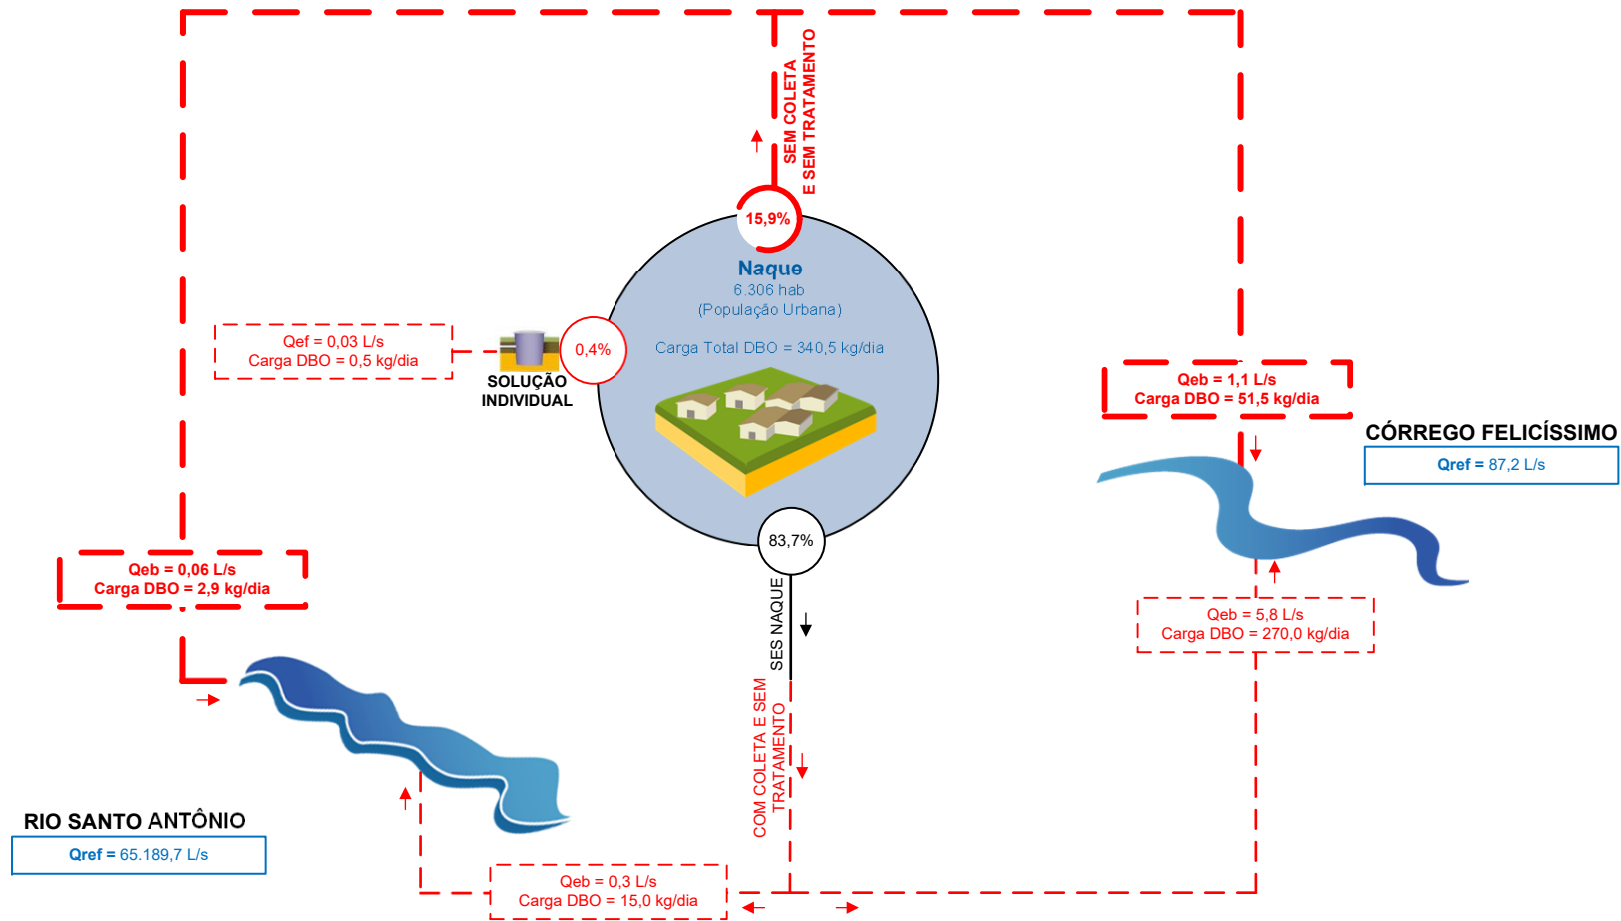 SEM COLETA
E SEM TRATAMENTO
15,9%
Naque
6.306 hab
(População Urbana)
Carga Total DBO = 340,5 kg/dia
Qef = 0,03 L/s
Carga DBO = 0,5 kg/dia
0,4%
SOLUÇÃO
INDIVIDUAL
Qeb = 1,1 L/s
Carga DBO = 51,5 kg/dia
CÓRREGO FELICÍSSIMO
Qref = 87,2 L/s
83,7%
Qeb = 0,06 L/s
Carga DBO = 2,9 kg/dia
SES NAQUE
Qeb = 5,8 L/s
Carga DBO = 270,0 kg/dia
COM COLETA E SEM
TRATAMENTO
RIO SANTO ANTÔNIO
Qref = 65.189,7 L/s
Qeb = 0,3 L/s
Carga DBO = 15,0 kg/dia